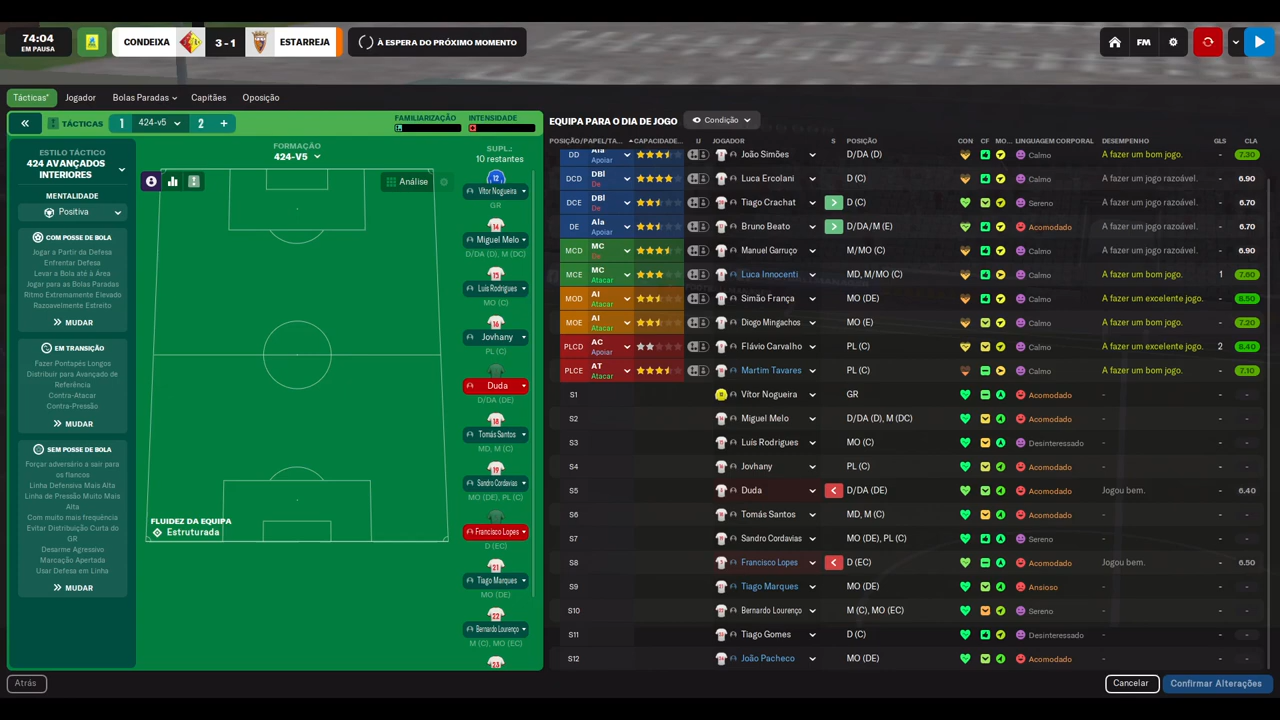 74:04
EM PAUSA
CONDEIXA
3 - 1
ESTARREJA
À ESPERA DO PRÓXIMO MOMENTO
FM
Tácticas*
Jogador
Bolas Paradas
Capitães
Oposição
TÁCTICAS
1
424-v5
2
+
FAMILIARIZAÇÃO
INTENSIDADE
ESTILO TÁCTICO
424 AVANÇADOS
INTERIORES
MENTALIDADE
Positiva
COM POSSE DE BOLA
Jogar a Partir da Defesa
Enfrentar Defesa
Levar a Bola até à Área
Jogar para as Bolas Paradas
Ritmo Extremamente Elevado
Razoavelmente Estreito
MUDAR
EM TRANSIÇÃO
Fazer Pontapés Longos
Distribuir para Avançado de
Referência
Contra-Atacar
Contra-Pressão
MUDAR
SEM POSSE DE BOLA
Forçar adversário a sair para
os flancos
Linha Defensiva Mais Alta
Linha de Pressão Muito Mais
Alta
Com muito mais frequência
Evitar Distribuição Curta do
GR
Desarme Agressivo
Marcação Apertada
Usar Defesa em Linha
MUDAR
FORMAÇÃO
424-V5
Análise
FLUIDEZ DA EQUIPA
Estruturada
SUPL.:
10 restantes
12
Vítor Nogueira
GR
14
Miguel Melo
D/DA (D), M (DC)
15
Luís Rodrigues
MO (C)
16
Jovhany
PL (C)
Duda
D/DA (DE)
18
Tomás Santos
MD, M (C)
19
Sandro Cordavias
MO (DE), PL (C)
Francisco Lopes
D (EC)
21
Tiago Marques
MO (DE)
22
Bernardo Lourenço
M (C), MO (EC)
23
EQUIPA PARA O DIA DE JOGO
Condição
POSIÇÃO/PAPEL/TA... CAPACIDADE... IJ JOGADOR S POSIÇÃO CON CF MO... LINGUAGEM CORPORAL DESEMPENHO GLS CLA
DD Ala Apoiar João Simões D/DA (D) Calmo A fazer um bom jogo. - 7.30
DCD DBl De Luca Ercolani D (C) Calmo A fazer um jogo razoável. - 6.90
DCE DBl De Tiago Crachat D (C) Sereno A fazer um jogo razoável. - 6.70
DE Ala Apoiar Bruno Beato D/DA/M (E) Acomodado A fazer um jogo razoável. - 6.70
MCD MC De Manuel Garruço M/MO (C) Calmo A fazer um jogo razoável. - 6.90
MCE MC Atacar Luca Innocenti MD, M/MO (C) Calmo A fazer um bom jogo. 1 7.60
MOD AI Atacar Simão França MO (DE) Calmo A fazer um excelente jogo. - 8.50
MOE AI Atacar Diogo Mingachos MO (E) Calmo A fazer um bom jogo. - 7.20
PLCD AC Apoiar Flávio Carvalho PL (C) Calmo A fazer um excelente jogo. 2 8.40
PLCE AT Atacar Martim Tavares PL (C) Calmo A fazer um bom jogo. - 7.10
S1 Vítor Nogueira GR Acomodado - - -
S2 Miguel Melo D/DA (D), M (DC) Acomodado - - -
S3 Luís Rodrigues MO (C) Desinteressado - - -
S4 Jovhany PL (C) Acomodado - - -
S5 Duda D/DA (DE) Acomodado Jogou bem. - 6.40
S6 Tomás Santos MD, M (C) Acomodado - - -
S7 Sandro Cordavias MO (DE), PL (C) Sereno - - -
S8 Francisco Lopes D (EC) Acomodado Jogou bem. - 6.50
S9 Tiago Marques MO (DE) Ansioso - - -
S10 Bernardo Lourenço M (C), MO (EC) Sereno - - -
S11 Tiago Gomes D (C) Desinteressado - - -
S12 João Pacheco MO (DE) Acomodado - - -
Atrás
Cancelar
Confirmar Alterações